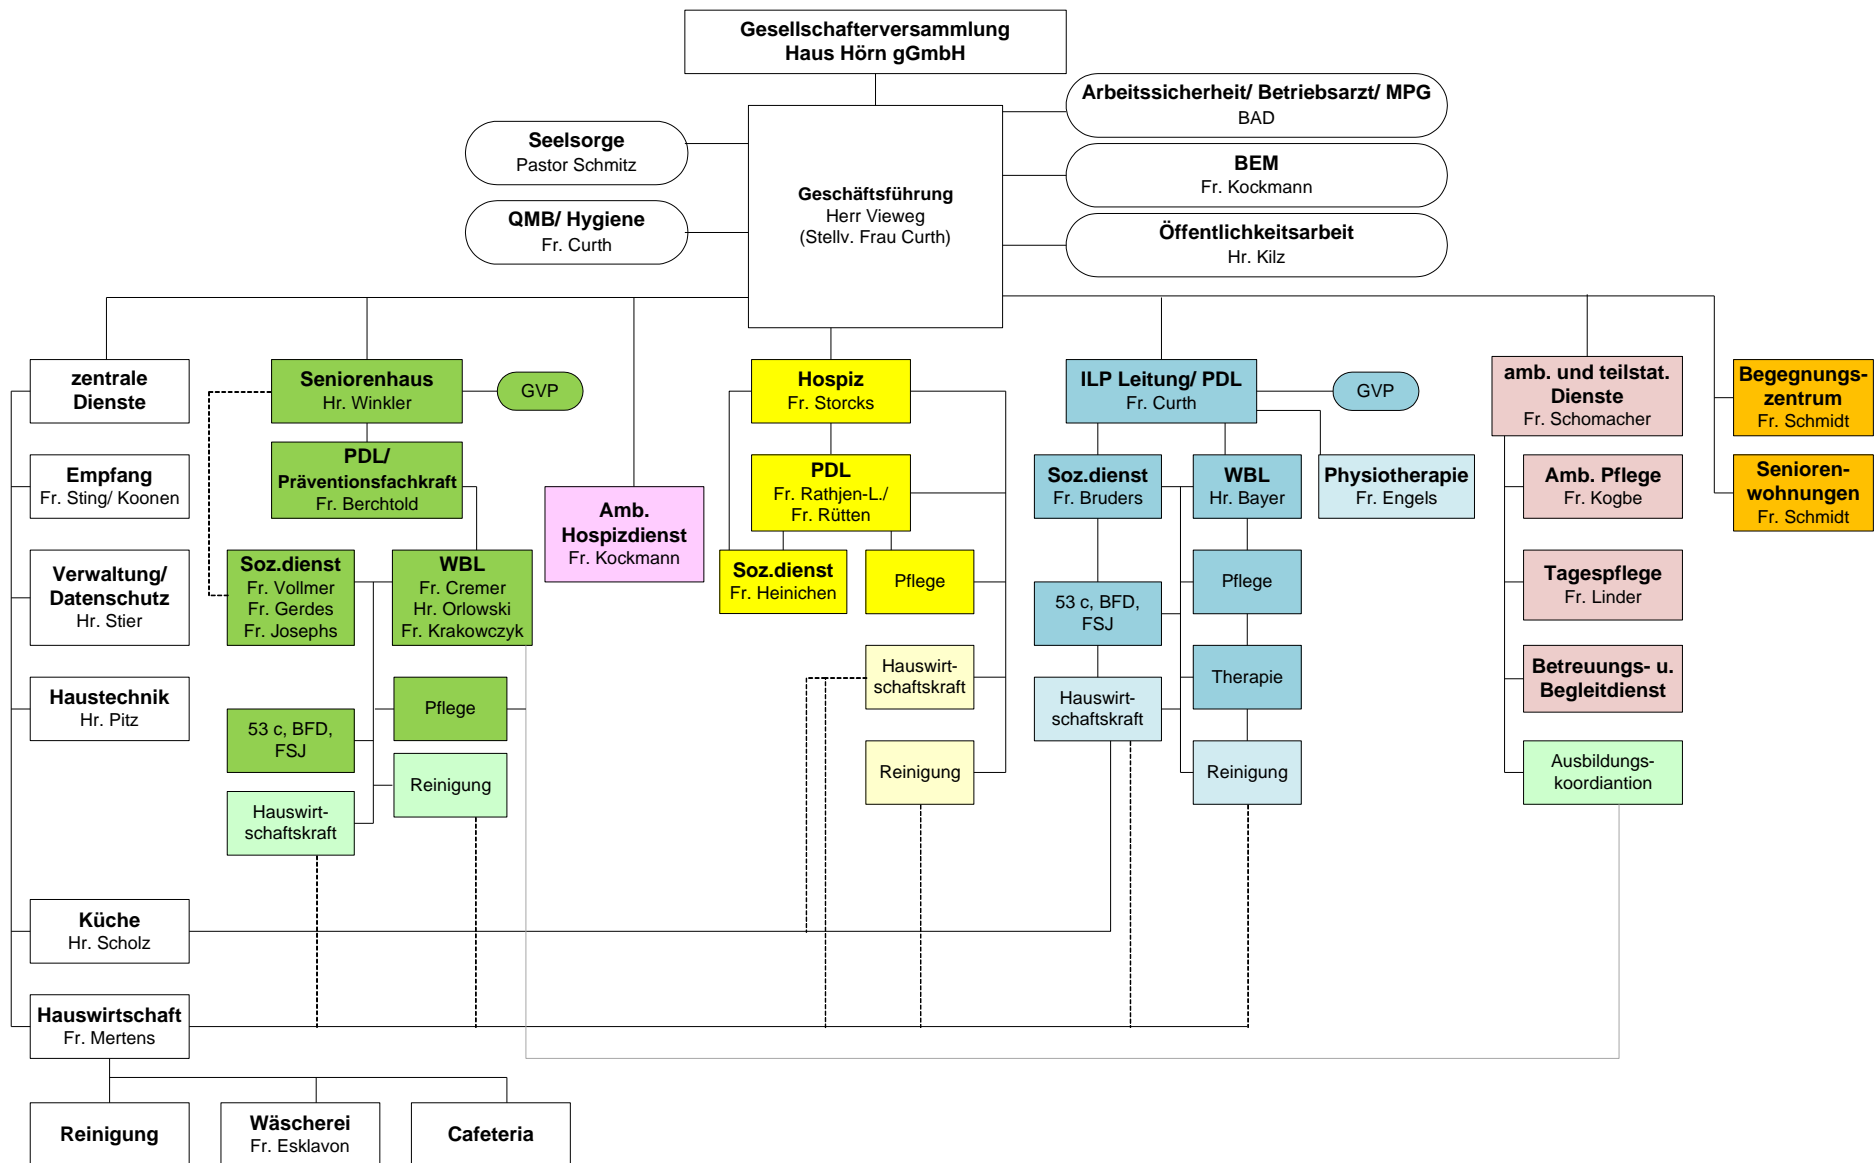 Gesellschafterversammlung
Haus Hörn gGmbH
Arbeitssicherheit/ Betriebsarzt/ MPG
BAD
Seelsorge
Pastor Schmitz
BEM
Fr. Kockmann
Geschäftsführung
Herr Vieweg
(Stellv. Frau Curth)
QMB/ Hygiene
Fr. Curth
Öffentlichkeitsarbeit
Hr. Kilz
zentrale
Dienste
Seniorenhaus
Hr. Winkler
GVP
Hospiz
Fr. Storcks
ILP Leitung/ PDL
Fr. Curth
GVP
amb. und teilstat.
Dienste
Fr. Schomacher
Begegnungs-
zentrum
Fr. Schmidt
Empfang
Fr. Sting/ Koonen
PDL/
Präventionsfachkraft
Fr. Berchtold
Amb.
Hospizdienst
Fr. Kockmann
PDL
Fr. Rathjen-L./
Fr. Rütten
Soz.dienst
Fr. Bruders
WBL
Hr. Bayer
Physiotherapie
Fr. Engels
Amb. Pflege
Fr. Kogbe
Senioren-
wohnungen
Fr. Schmidt
Verwaltung/
Datenschutz
Hr. Stier
Soz.dienst
Fr. Vollmer
Fr. Gerdes
Fr. Josephs
WBL
Fr. Cremer
Hr. Orlowski
Fr. Krakowczyk
Soz.dienst
Fr. Heinichen
Pflege
53 c, BFD,
FSJ
Pflege
Tagespflege
Fr. Linder
Haustechnik
Hr. Pitz
53 c, BFD,
FSJ
Pflege
Hauswirt-
schaftskraft
Hauswirt-
schaftskraft
Therapie
Betreuungs- u.
Begleitdienst
Hauswirt-
schaftskraft
Reinigung
Reinigung
Reinigung
Ausbildungs-
koordiantion
Küche
Hr. Scholz
Hauswirtschaft
Fr. Mertens
Reinigung
Wäscherei
Fr. Esklavon
Cafeteria